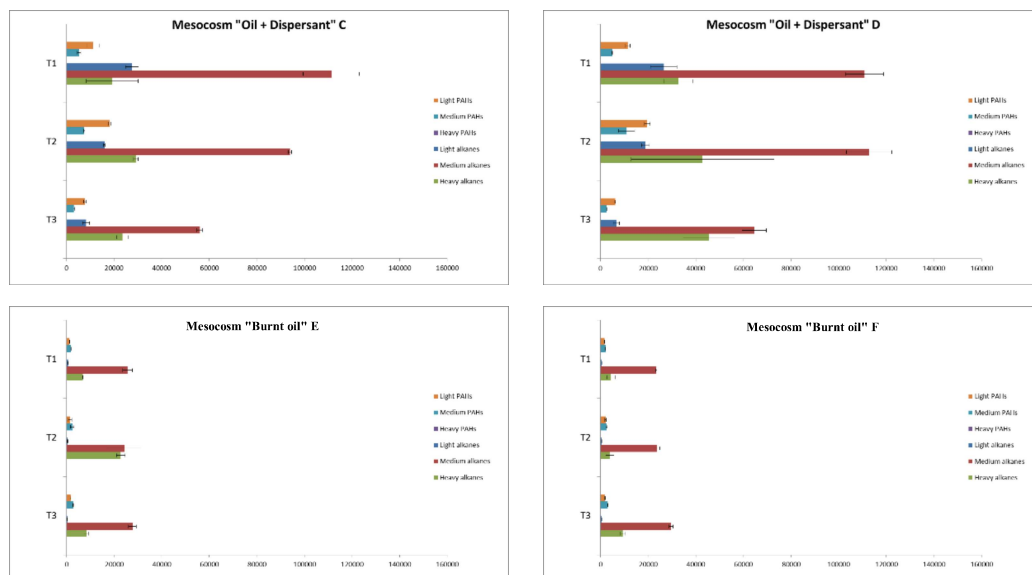 Mesocosm "Oil + Dispersant" C
T1
T2
T3
Light PAHs
Medium PAHs
Heavy PAHs
Light alkanes
Medium alkanes
Heavy alkanes
0 20000 40000 60000 80000 100000 120000 140000 160000
Mesocosm "Oil + Dispersant" D
T1
T2
T3
Light PAHs
Medium PAHs
Heavy PAHs
Light alkanes
Medium alkanes
Heavy alkanes
0 20000 40000 60000 80000 100000 120000 140000 160000
Mesocosm "Burnt oil" E
T1
T2
T3
Light PAHs
Medium PAHs
Heavy PAHs
Light alkanes
Medium alkanes
Heavy alkanes
0 20000 40000 60000 80000 100000 120000 140000 160000
Mesocosm "Burnt oil" F
T1
T2
T3
Light PAHs
Medium PAHs
Heavy PAHs
Light alkanes
Medium alkanes
Heavy alkanes
0 20000 40000 60000 80000 100000 120000 140000 160000